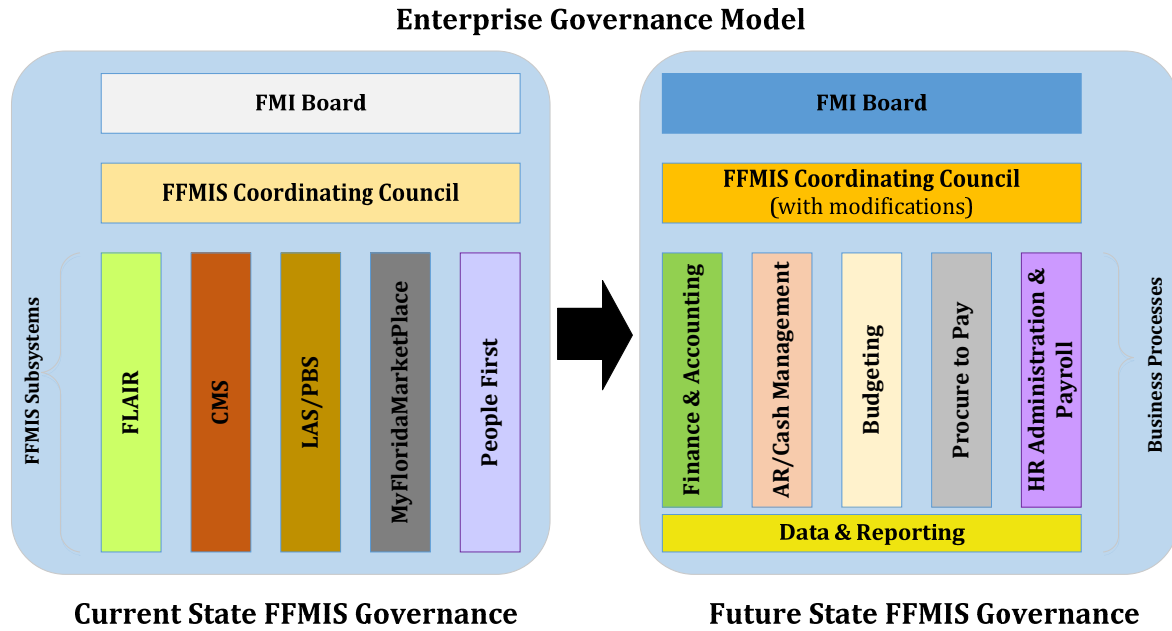 Enterprise Governance Model
FMI Board
FFMIS Coordinating Council
FFMIS Subsystems
FLAIR
CMS
LAS/PBS
MyFloridaMarketPlace
People First
Current State FFMIS Governance
FMI Board
FFMIS Coordinating Council
(with modifications)
Finance & Accounting
AR/Cash Management
Budgeting
Procure to Pay
HR Administration &
Payroll
Business Processes
Data & Reporting
Future State FFMIS Governance